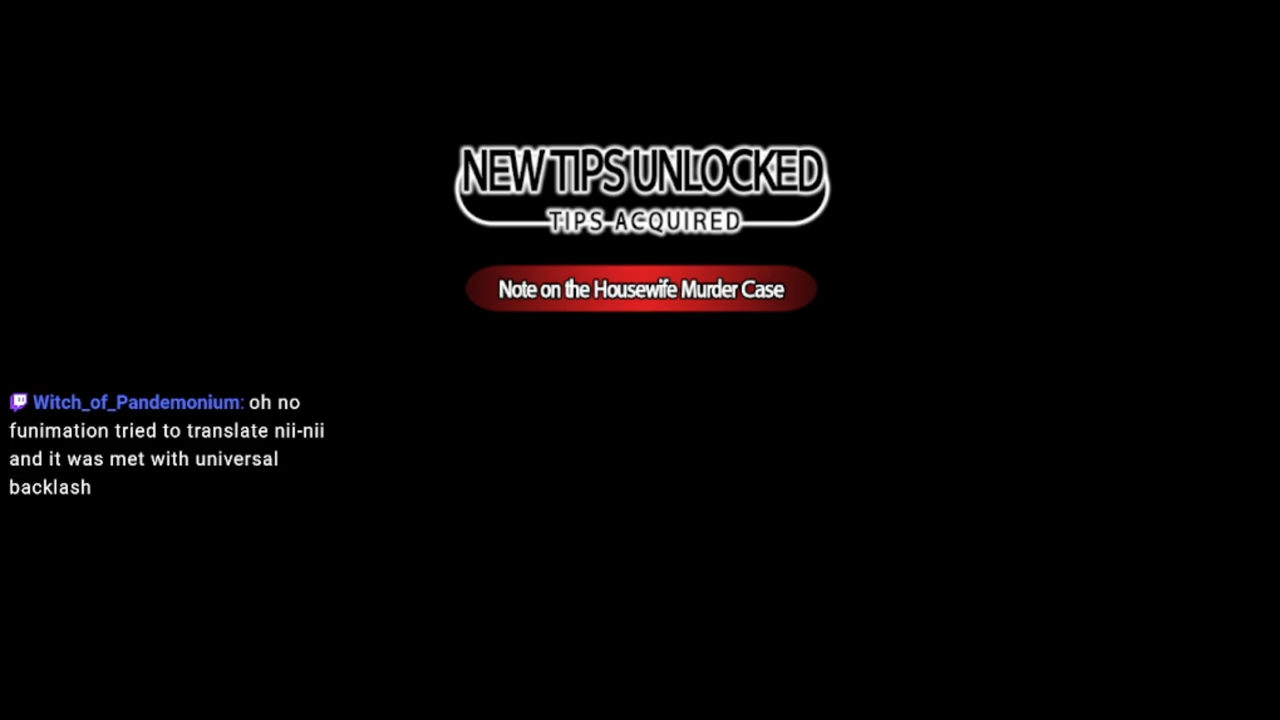 NEW TIPS UNLOCKED
TIPS ACQUIRED
Note on the Housewife Murder Case
Witch_of_Pandemonium: oh no
funimation tried to translate nii-nii
and it was met with universal
backlash